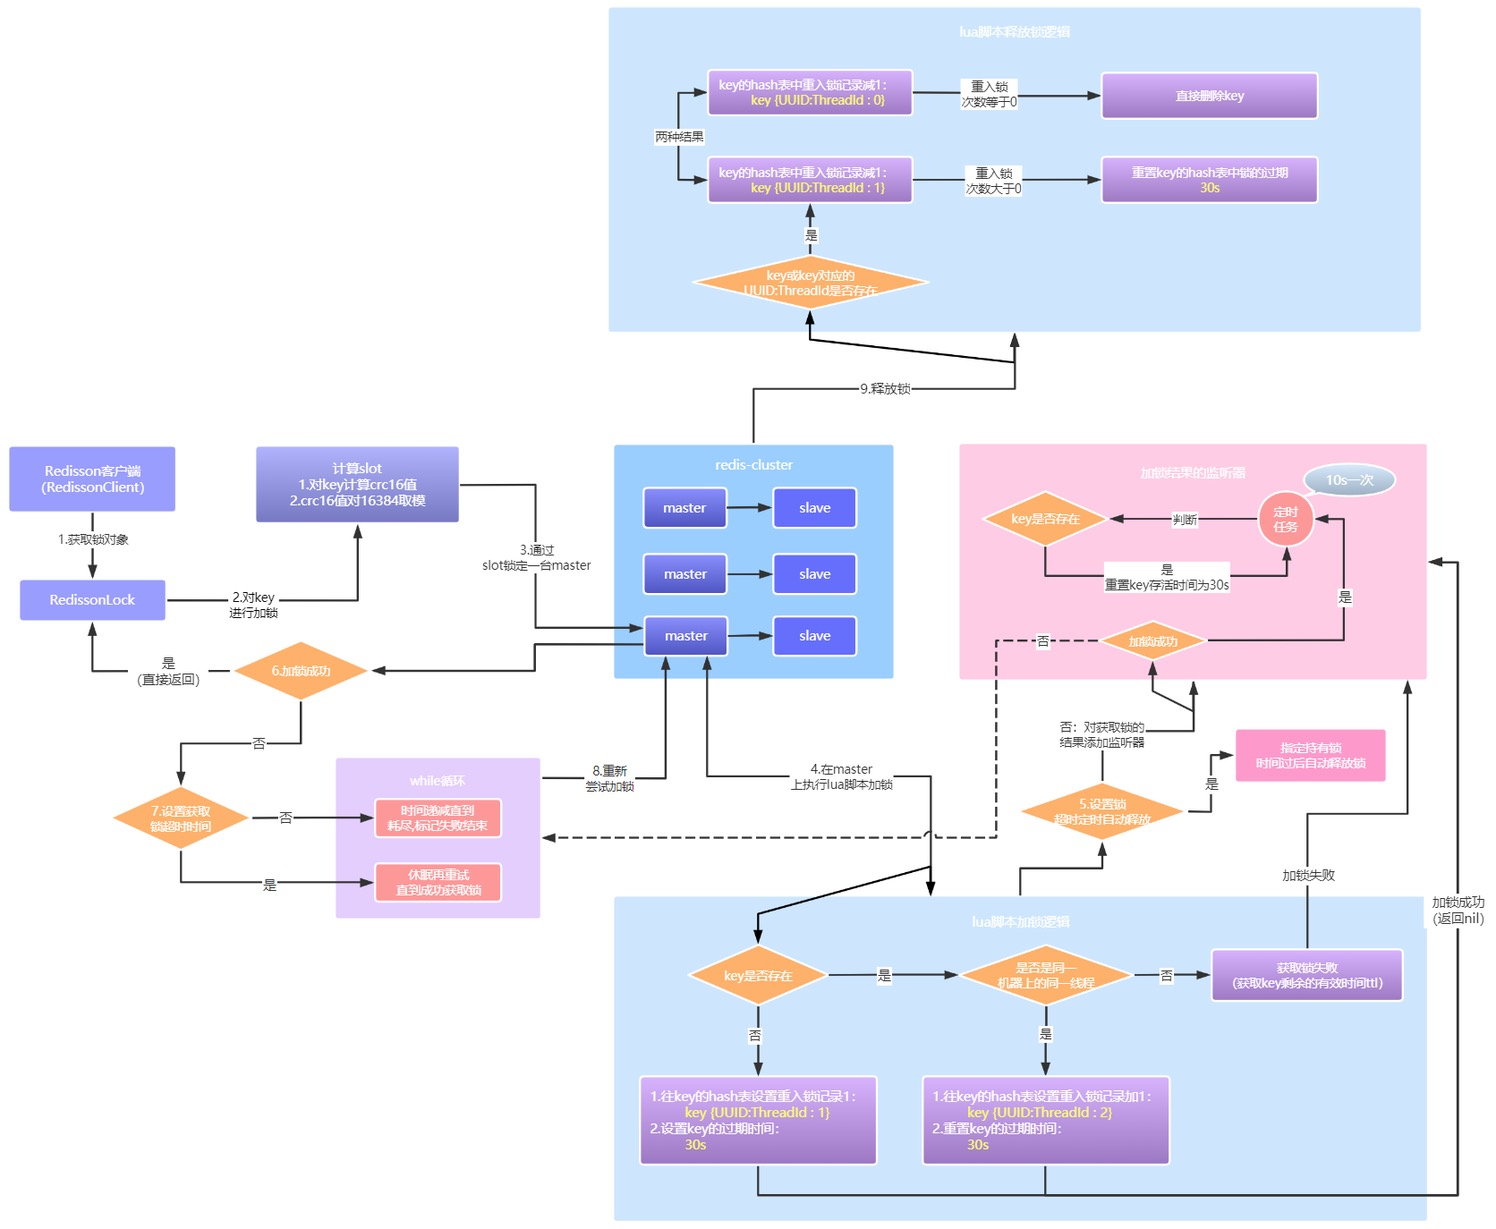 lua脚本释放锁逻辑
key的hash表中重入锁记录减1：
key {UUID:ThreadId : 0}
重入锁
次数等于0
直接删除key
两种结果
key的hash表中重入锁记录减1：
key {UUID:ThreadId : 1}
重入锁
次数大于0
重置key的hash表中锁的过期
30s
是
key或key对应的
UUID:ThreadId是否存在
9.释放锁
Redisson客户端
（RedissonClient）
1.获取锁对象
RedissonLock
2.对key
进行加锁
计算slot
1.对key计算crc16值
2.crc16值对16384取模
3.通过
slot锁定一台master
redis-cluster
master
slave
master
slave
master
slave
加锁结果的监听器
10s一次
key是否存在
判断
定时
任务
是
重置key存活时间为30s
是
否
加锁成功
是
（直接返回）
6.加锁成功
否
7.设置获取
锁超时时间
否
是
while循环
时间递减直到
耗尽,标记失败结束
休眠再重试
直到成功获取锁
8.重新
尝试加锁
4.在master
上执行lua脚本加锁
否：对获取锁的
结果添加监听器
5.设置锁
超时定时自动释放
是
指定持有锁
时间过后自动释放锁
加锁失败
加锁成功
（返回nil）
lua脚本加锁逻辑
key是否存在
是
是否是同一
机器上的同一线程
否
获取锁失败
（获取key剩余的有效时间ttl）
否
是
1.往key的hash表设置重入锁记录1：
key {UUID:ThreadId : 1}
2.设置key的过期时间：
30s
1.往key的hash表设置重入锁记录加1：
key {UUID:ThreadId : 2}
2.重置key的过期时间：
30s